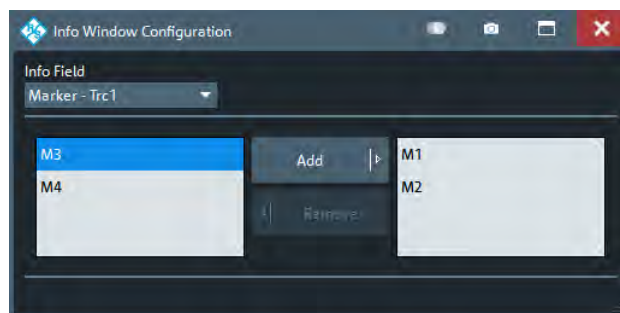 Info Window Configuration
Info Field
Marker - Trc1
M3
M4
Add
Remove
M1
M2